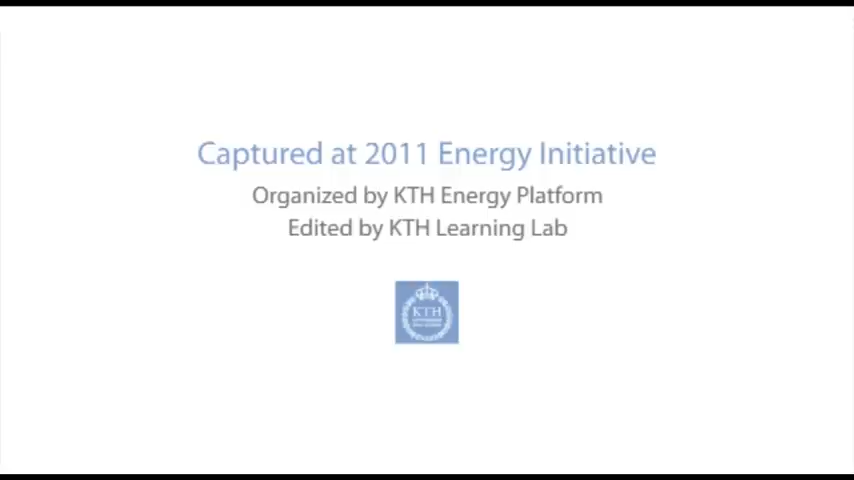 Captured at 2011 Energy Initiative
Organized by KTH Energy Platform
Edited by KTH Learning Lab
KTH